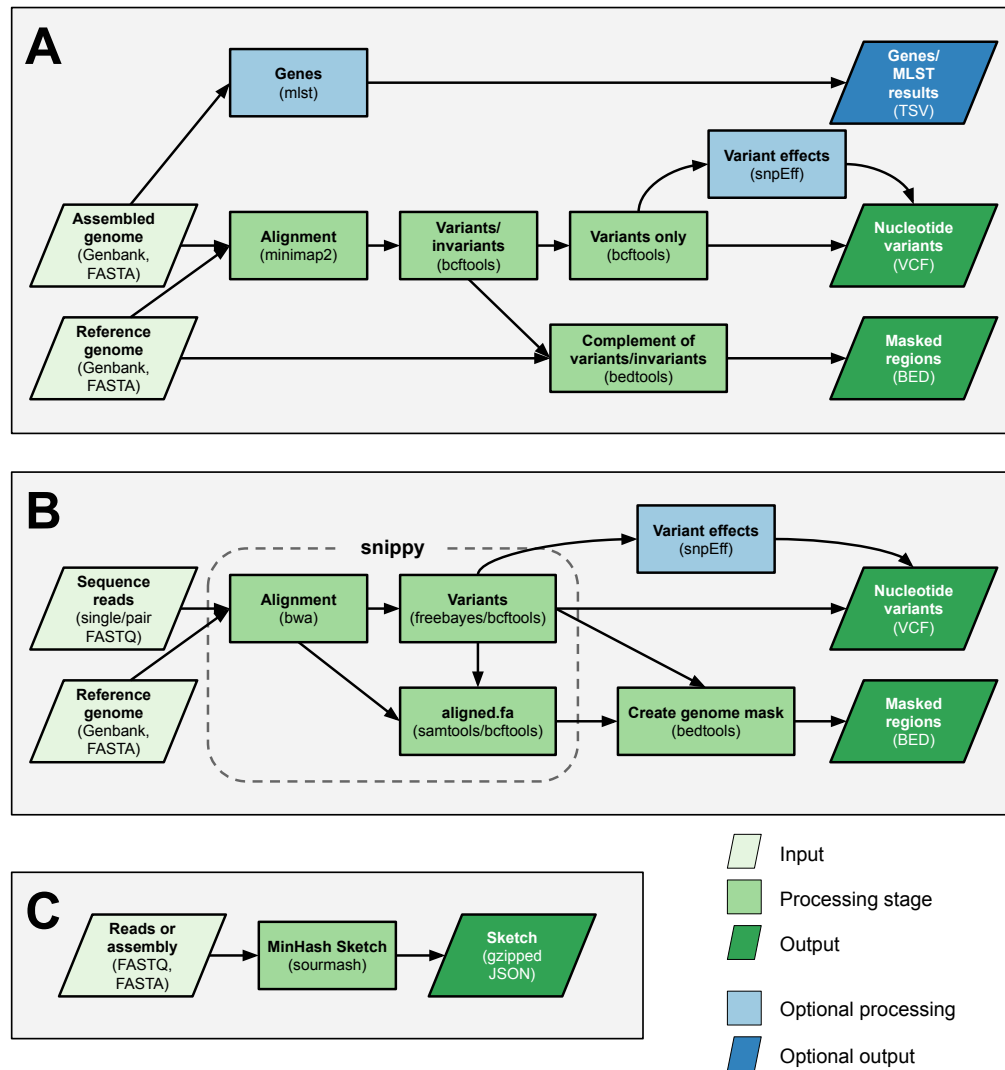 A
Genes
(mlst)
Genes/
MLST
results
(TSV)
Variant effects
(snpEff)
Assembled
genome
(Genbank,
FASTA)
Alignment
(minimap2)
Variants/
invariants
(bcftools)
Variants only
(bcftools)
Nucleotide
variants
(VCF)
Reference
genome
(Genbank,
FASTA)
Complement of
variants/invariants
(bedtools)
Masked
regions
(BED)
B
snippy
Variant effects
(snpEff)
Sequence
reads
(single/pair
FASTQ)
Alignment
(bwa)
Variants
(freebayes/bcftools)
Nucleotide
variants
(VCF)
Reference
genome
(Genbank,
FASTA)
aligned.fa
(samtools/bcftools)
Create genome mask
(bedtools)
Masked
regions
(BED)
C
Reads or
assembly
(FASTQ,
FASTA)
MinHash Sketch
(sourmash)
Sketch
(gzipped
JSON)
Input
Processing stage
Output
Optional processing
Optional output